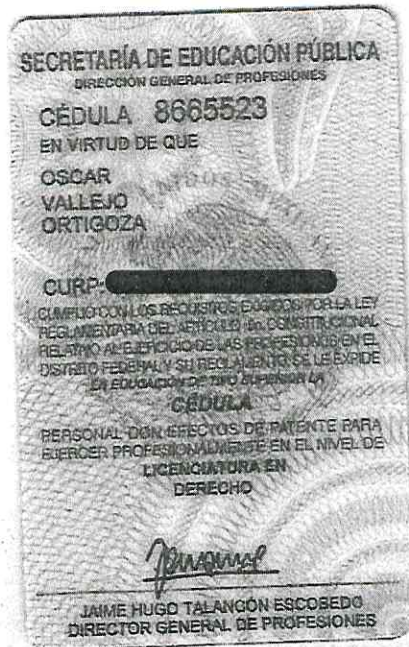 SECRETARÍA DE EDUCACIÓN PÚBLICA
DIRECCIÓN GENERAL DE PROFESIONES
CÉDULA 8665523
EN VIRTUD DE QUE
OSCAR
VALLEJO
ORTIGOZA
CURP
CUMPLIÓ CON LOS REQUISITOS EXIGIDOS POR LA LEY
REGLAMENTARIA DEL ARTÍCULO 5o. CONSTITUCIONAL
RELATIVO AL EJERCICIO DE LAS PROFESIONES EN EL
DISTRITO FEDERAL Y SU REGLAMENTO SE LE EXPIDE
EN EDUCACIÓN DE TIPO SUPERIOR LA
CÉDULA
PERSONAL CON EFECTOS DE PATENTE PARA
EJERCER PROFESIONALMENTE EN EL NIVEL DE
LICENCIATURA EN
DERECHO
JAIME HUGO TALANCÓN ESCOBEDO
DIRECTOR GENERAL DE PROFESIONES